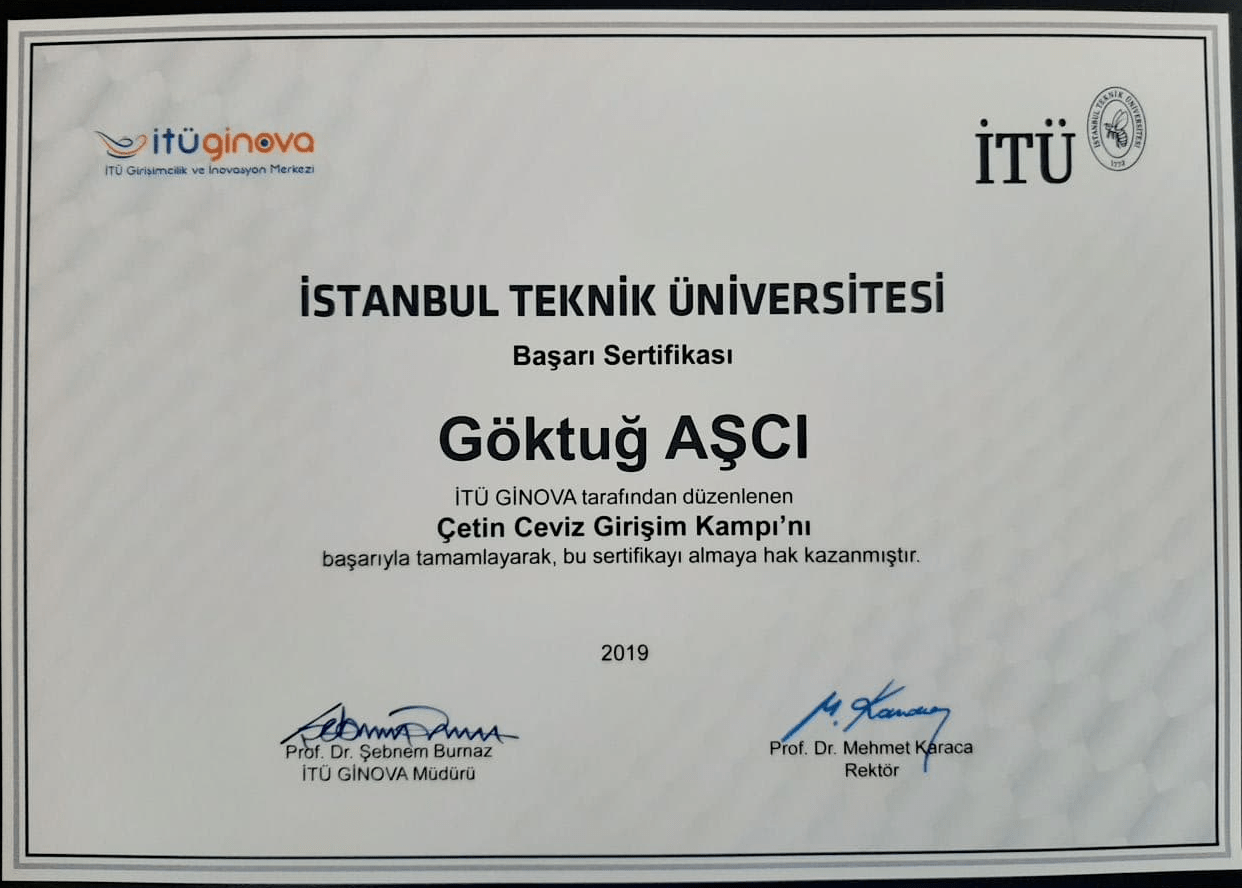 itüginova
İTÜ Girişimcilik ve İnovasyon Merkezi
İTÜ
İSTANBUL TEKNİK ÜNİVERSİTESİ
1773
İSTANBUL TEKNİK ÜNİVERSİTESİ
Başarı Sertifikası
Göktuğ AŞCI
İTÜ GİNOVA tarafından düzenlenen
Çetin Ceviz Girişim Kampı'nı
başarıyla tamamlayarak, bu sertifikayı almaya hak kazanmıştır.
2019
M. Karaca
Prof. Dr. Şebnem Burnaz
İTÜ GİNOVA Müdürü
Prof. Dr. Mehmet Karaca
Rektör